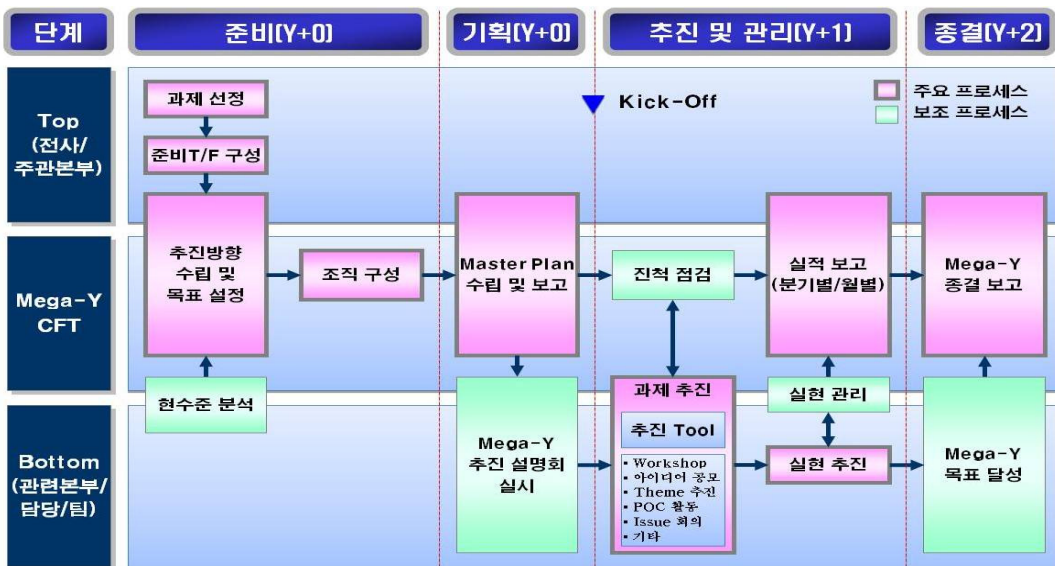 단계
준비(Y+0)
기획(Y+0)
추진 및 관리(Y+1)
종결(Y+2)
Top
(전사/
주관본부)
과제 선정
준비T/F 구성
Kick-Off
주요 프로세스
보조 프로세스
Mega-Y
CFT
추진방향
수립 및
목표 설정
조직 구성
Master Plan
수립 및 보고
진척 점검
실적 보고
(분기별/월별)
Mega-Y
종결 보고
Bottom
(관련본부/
담당/팀)
현수준 분석
Mega-Y
추진 설명회
실시
과제 추진
추진 Tool
▪ Workshop
▪ 아이디어 공모
▪ Theme 추진
▪ POC 활동
▪ Issue 회의
▪ 기타
실현 관리
실현 추진
Mega-Y
목표 달성